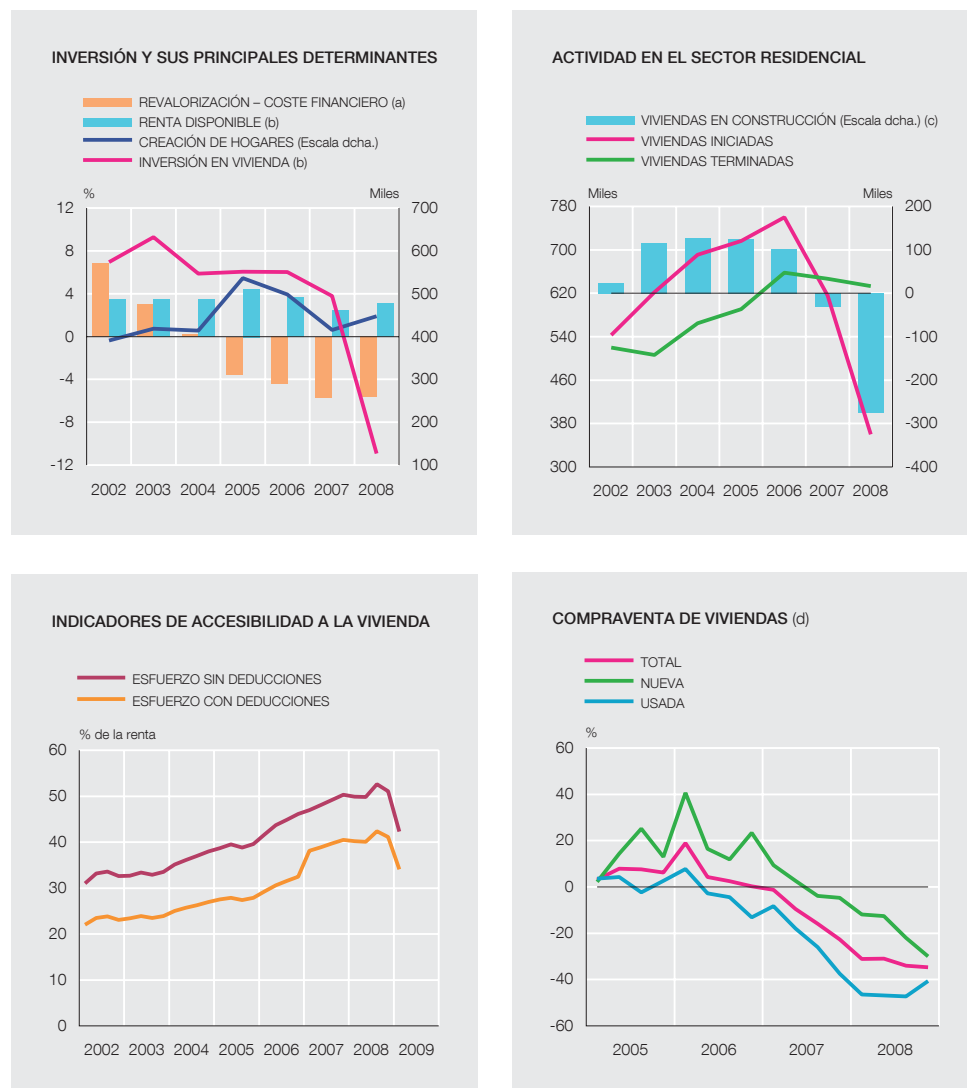 INVERSIÓN Y SUS PRINCIPALES DETERMINANTES
REVALORIZACIÓN – COSTE FINANCIERO (a)
RENTA DISPONIBLE (b)
CREACIÓN DE HOGARES (Escala dcha.)
INVERSIÓN EN VIVIENDA (b)
% Miles
12 700
8 600
4 500
0 400
-4 300
-8 200
-12 100
2002 2003 2004 2005 2006 2007 2008
ACTIVIDAD EN EL SECTOR RESIDENCIAL
VIVIENDAS EN CONSTRUCCIÓN (Escala dcha.) (c)
VIVIENDAS INICIADAS
VIVIENDAS TERMINADAS
Miles Miles
780 200
700 100
620 0
540 -100
460 -200
380 -300
300 -400
2002 2003 2004 2005 2006 2007 2008
INDICADORES DE ACCESIBILIDAD A LA VIVIENDA
ESFUERZO SIN DEDUCCIONES
ESFUERZO CON DEDUCCIONES
% de la renta
60
50
40
30
20
10
0
2002 2003 2004 2005 2006 2007 2008 2009
COMPRAVENTA DE VIVIENDAS (d)
TOTAL
NUEVA
USADA
%
60
40
20
0
-20
-40
-60
2005 2006 2007 2008